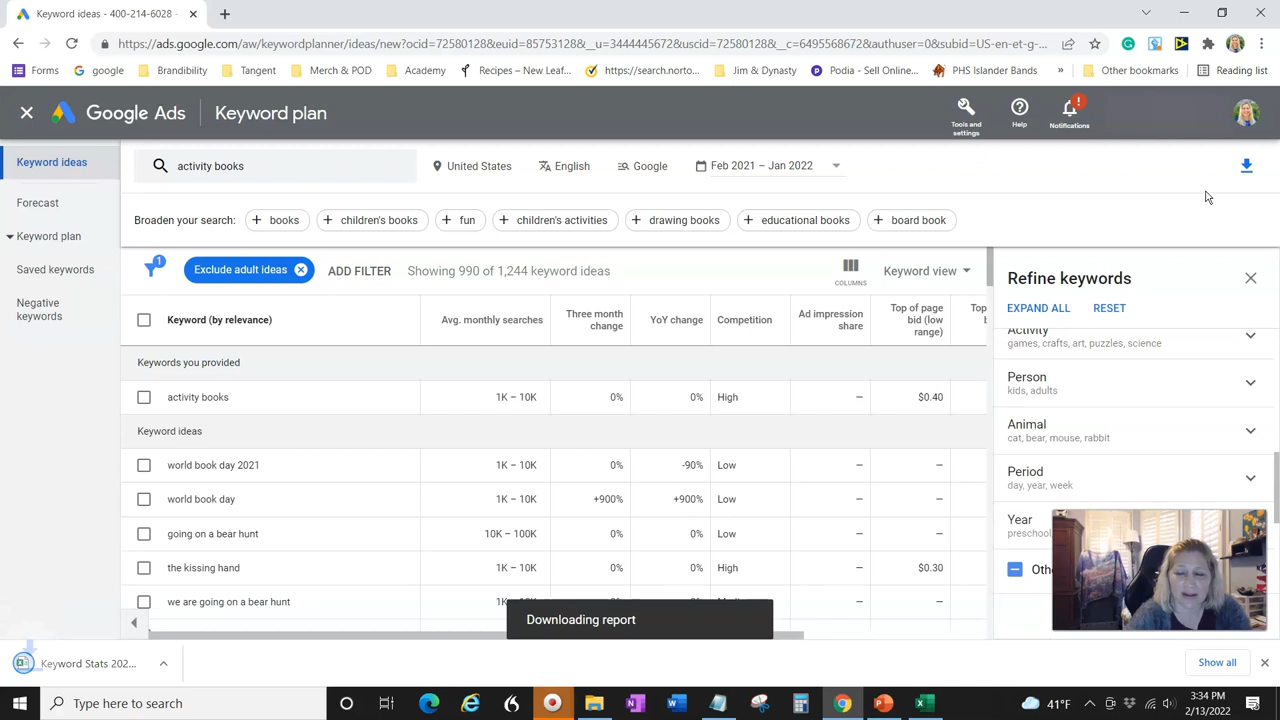 Keyword ideas - 400-214-6028 -
https://ads.google.com/aw/keywordplanner/ideas/new?ocid=72580128&euid=857531288&__u=3444445672&uscid=72580128&__c=6495568672&authuser=0&subid=US-en-et-g-...
Forms
google
Brandibility
Tangent
Merch & POD
Academy
Recipes – New Leaf...
https://search.norto...
Jim & Dynasty
Podia - Sell Online...
PHS Islander Bands
»
Other bookmarks
Reading list
Google Ads
Keyword plan
Tools and settings
Help
!
Notifications
Keyword ideas
Forecast
Keyword plan
Saved keywords
Negative keywords
activity books
United States
English
Google
Feb 2021 – Jan 2022
Broaden your search:
+ books
+ children's books
+ fun
+ children's activities
+ drawing books
+ educational books
+ board book
1
Exclude adult ideas
ADD FILTER
Showing 990 of 1,244 keyword ideas
COLUMNS
Keyword view
Keyword (by relevance)
Avg. monthly searches
Three month change
YoY change
Competition
Ad impression share
Top of page bid (low range)
Top
Keywords you provided
activity books 1K – 10K 0% 0% High – $0.40
Keyword ideas
world book day 2021 1K – 10K 0% -90% Low – –
world book day 1K – 10K +900% +900% Low – –
going on a bear hunt 10K – 100K 0% 0% Low – –
the kissing hand 1K – 10K 0% 0% High – $0.30
we are going on a bear hunt
Refine keywords
EXPAND ALL
RESET
Activity
games, crafts, art, puzzles, science
Person
kids, adults
Animal
cat, bear, mouse, rabbit
Period
day, year, week
Year
preschool,
Oth
Downloading report
Keyword Stats 202...
Show all
Type here to search
41°F
3:34 PM
2/13/2022